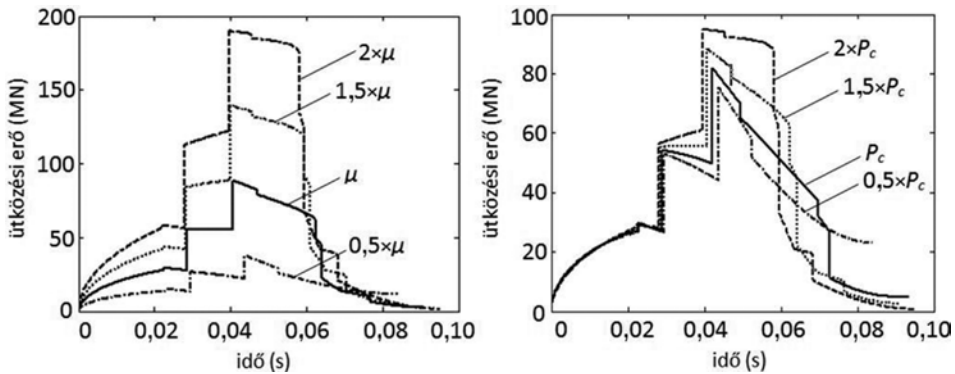 200
150
100
50
0
ütközési erő (MN)
2×μ
1,5×μ
μ
0,5×μ
0 0,02 0,04 0,06 0,08 0,10
idő (s)
100
80
60
40
20
0
ütközési erő (MN)
2×Pc
1,5×Pc
Pc
0,5×Pc
0 0,02 0,04 0,06 0,08 0,10
idő (s)